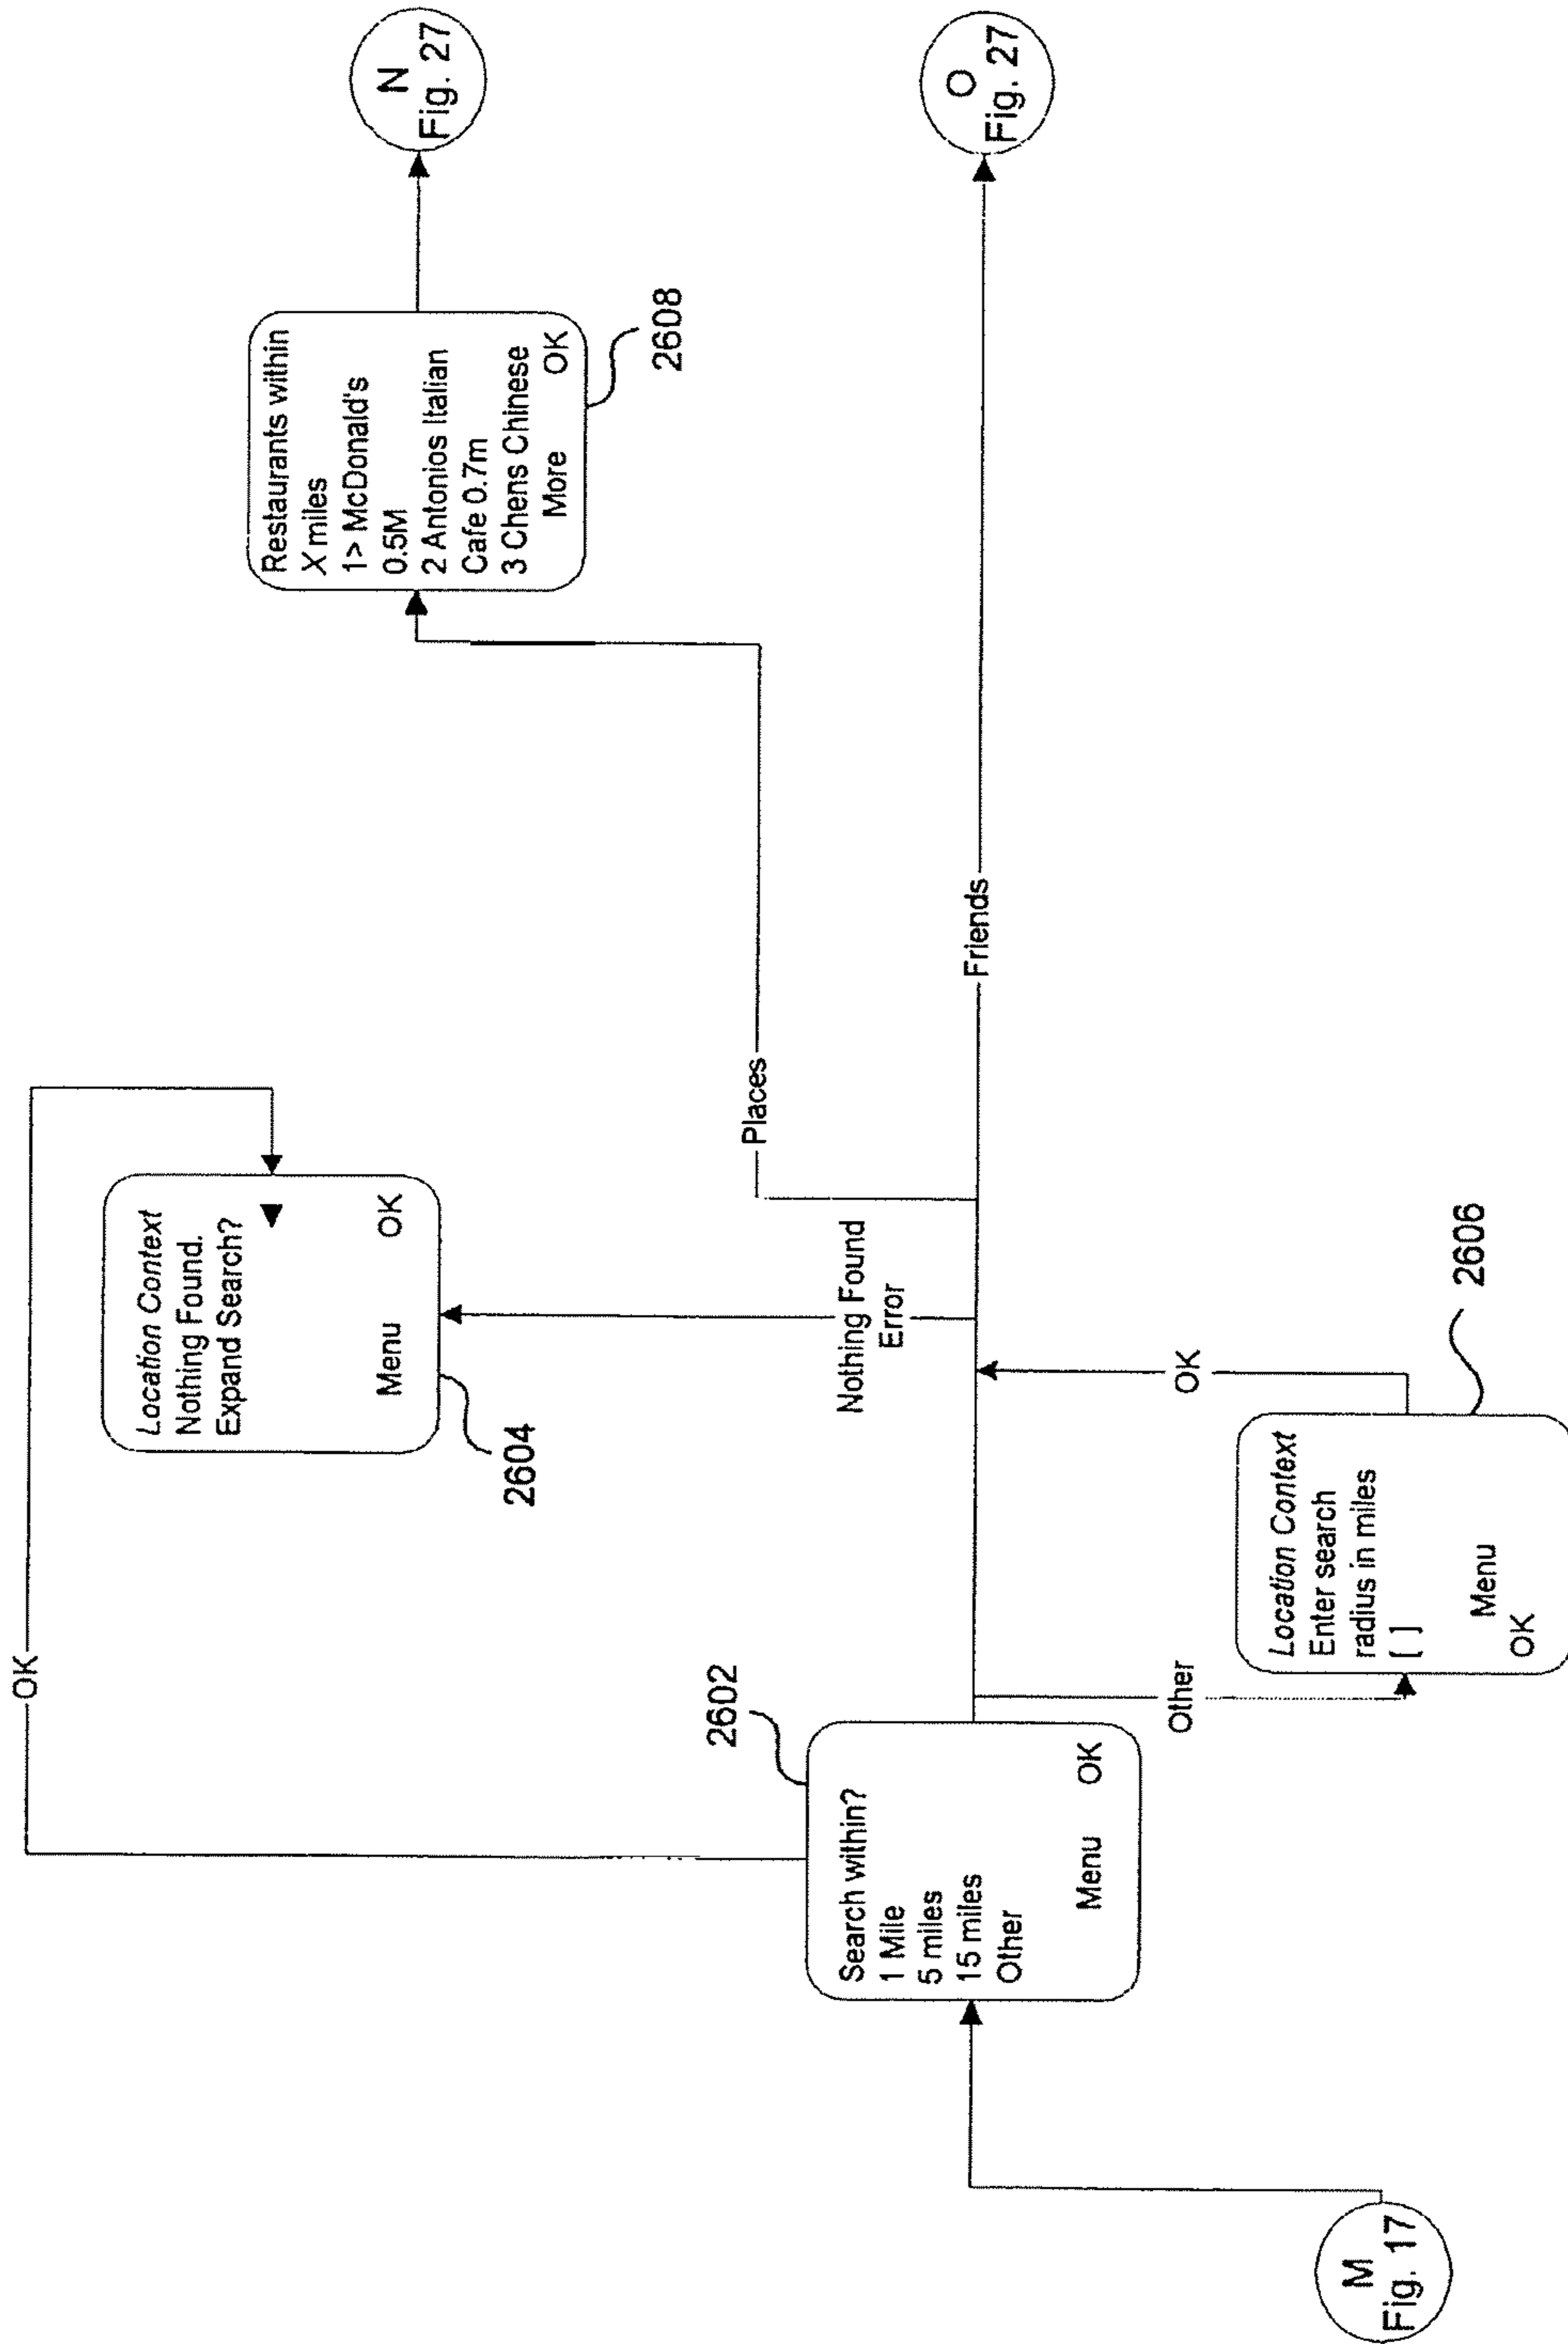 M
Fig. 17
Search within?
1 Mile
5 miles
15 miles
Other
Menu OK
2602
OK
Location Context
Nothing Found.
Expand Search?
Menu OK
2604
Other
Location Context
Enter search
radius in miles
[ ]
Menu
OK
2606
OK
Nothing Found
Error
Places
Friends
Restaurants within
X miles
1> McDonald's
0.5M
2 Antonios Italian
Cafe 0.7m
3 Chens Chinese
More OK
2608
N
Fig. 27
O
Fig. 27